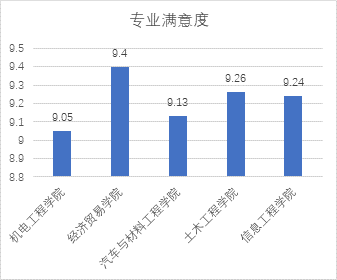 专业满意度
9.5
9.4
9.3
9.2
9.1
9
8.9
8.8
9.05
9.4
9.13
9.26
9.24
机电工程学院
经济贸易学院
汽车与材料工程学院
土木工程学院
信息工程学院